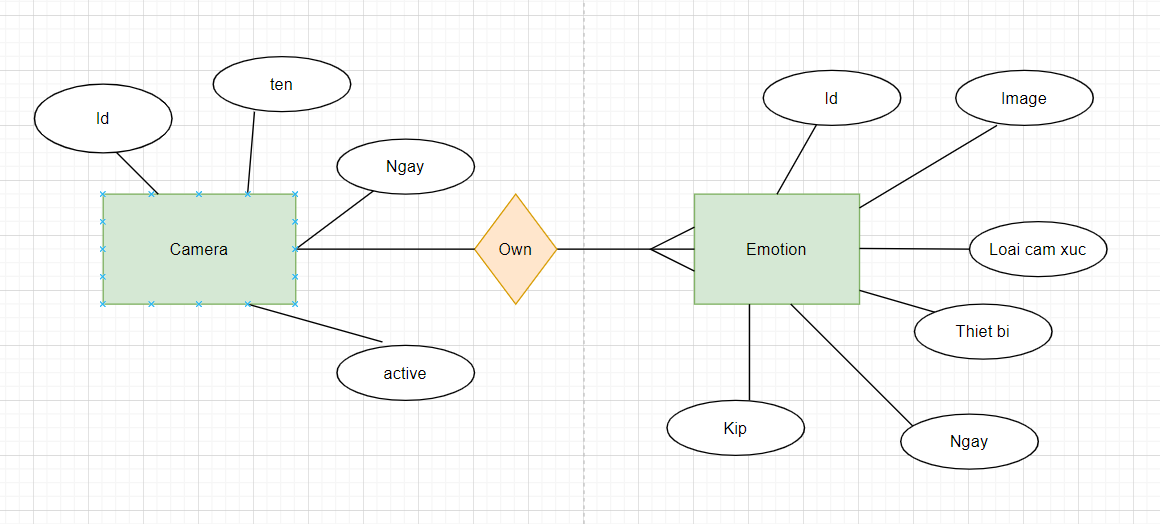 ten
Id
Id
Image
Ngay
Camera
Own
Emotion
Loai cam xuc
Thiet bi
active
Kip
Ngay